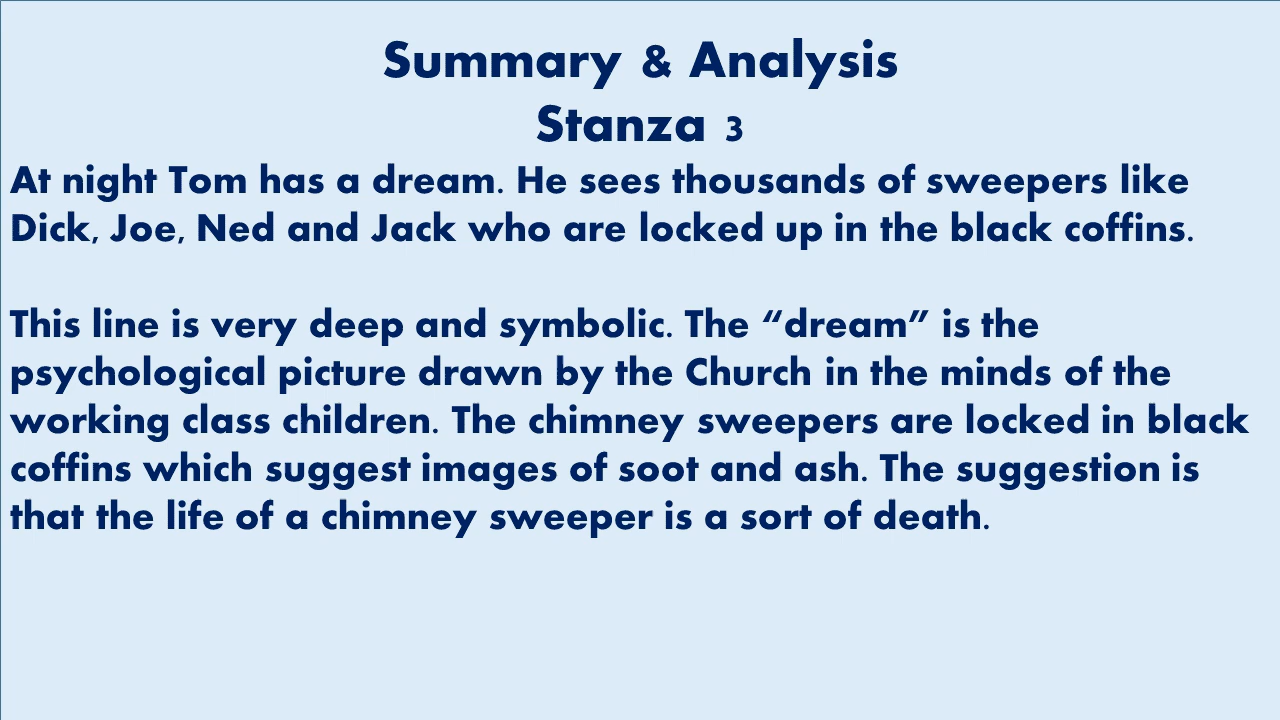 Summary & Analysis
Stanza 3
At night Tom has a dream. He sees thousands of sweepers like
Dick, Joe, Ned and Jack who are locked up in the black coffins.
This line is very deep and symbolic. The “dream” is the
psychological picture drawn by the Church in the minds of the
working class children. The chimney sweepers are locked in black
coffins which suggest images of soot and ash. The suggestion is
that the life of a chimney sweeper is a sort of death.